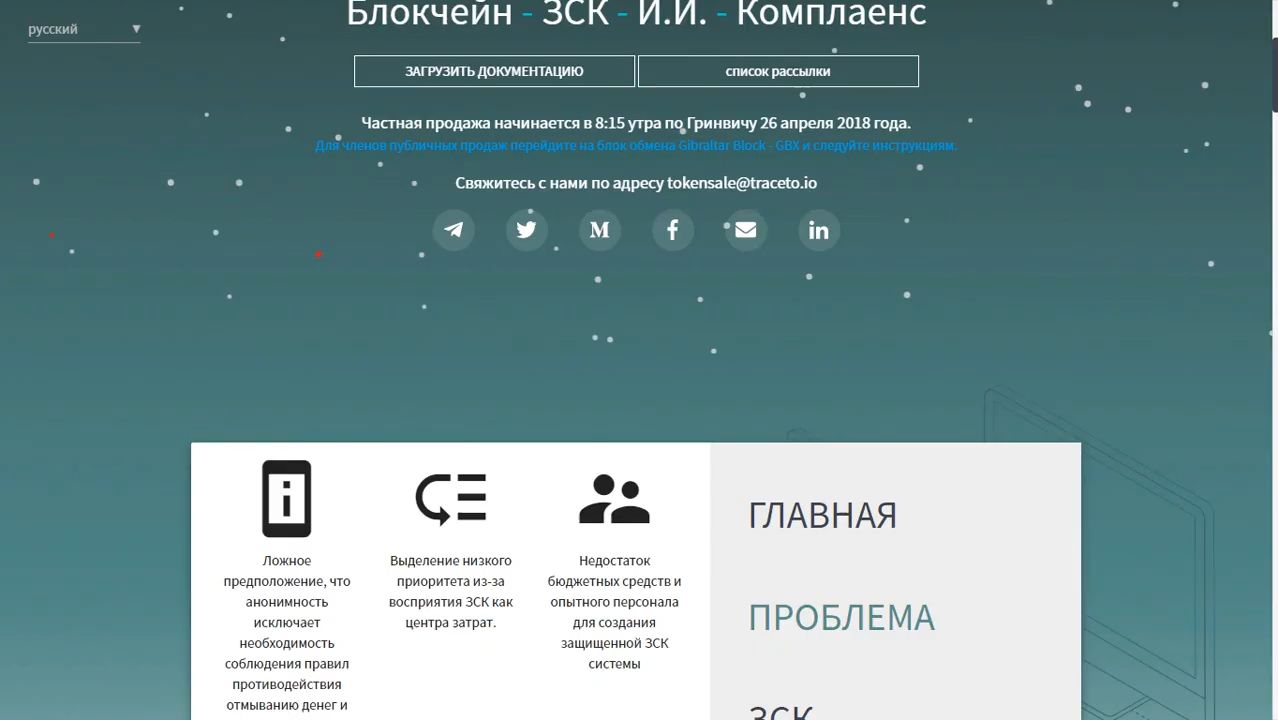 русский
Блокчейн - ЗСК - И.И. - Комплаенс
ЗАГРУЗИТЬ ДОКУМЕНТАЦИЮ
список рассылки
Частная продажа начинается в 8:15 утра по Гринвичу 26 апреля 2018 года.
Для членов публичных продаж перейдите на блок обмена Gibraltar Block - GBX и следуйте инструкциям.
Свяжитесь с нами по адресу tokensale@traceto.io
Ложное
предположение, что
анонимность
исключает
необходимость
соблюдения правил
противодействия
отмыванию денег и
Выделение низкого
приоритета из-за
восприятия ЗСК как
центра затрат.
Недостаток
бюджетных средств и
опытного персонала
для создания
защищенной ЗСК
системы
ГЛАВНАЯ
ПРОБЛЕМА
ЗСК